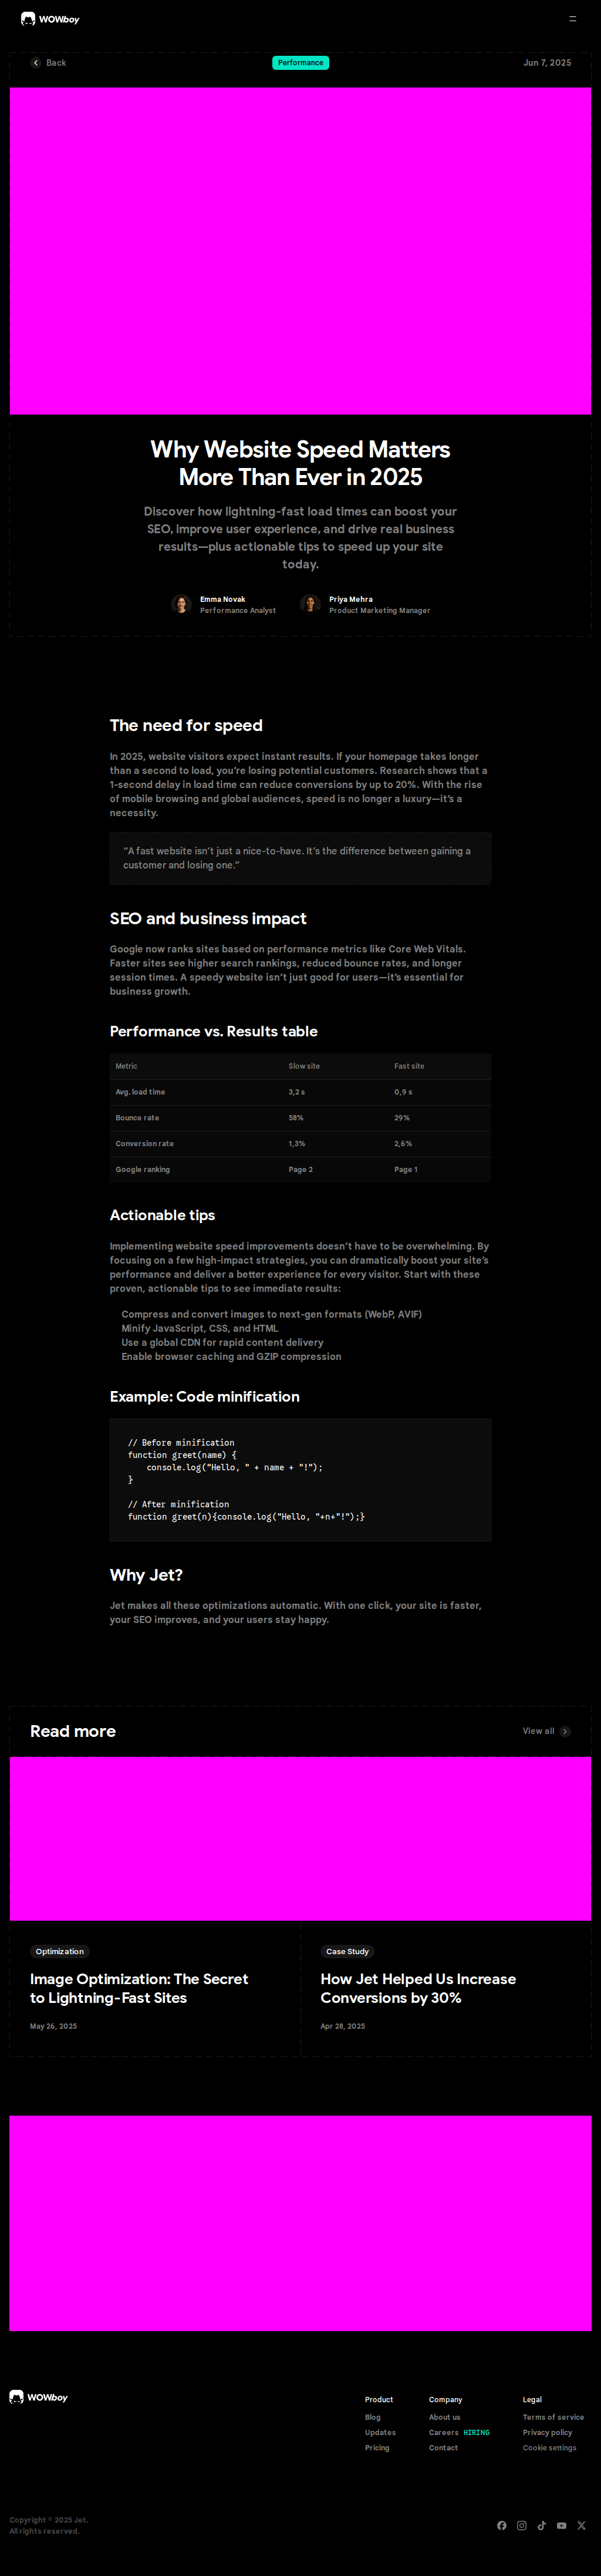 WOWboy
Back
Performance
Jun 7, 2025
Why Website Speed Matters
More Than Ever in 2025
Discover how lightning-fast load times can boost your
SEO, improve user experience, and drive real business
results—plus actionable tips to speed up your site
today.
Emma Novak
Performance Analyst
Priya Mehra
Product Marketing Manager
The need for speed
In 2025, website visitors expect instant results. If your homepage takes longer
than a second to load, you’re losing potential customers. Research shows that a
1-second delay in load time can reduce conversions by up to 20%. With the rise
of mobile browsing and global audiences, speed is no longer a luxury—it’s a
necessity.
“A fast website isn’t just a nice-to-have. It’s the difference between gaining a
customer and losing one.”
SEO and business impact
Google now ranks sites based on performance metrics like Core Web Vitals.
Faster sites see higher search rankings, reduced bounce rates, and longer
session times. A speedy website isn’t just good for users—it’s essential for
business growth.
Performance vs. Results table
Metric Slow site Fast site
Avg. load time 3,2 s 0,9 s
Bounce rate 58% 29%
Conversion rate 1,3% 2,6%
Google ranking Page 2 Page 1
Actionable tips
Implementing website speed improvements doesn’t have to be overwhelming. By
focusing on a few high-impact strategies, you can dramatically boost your site’s
performance and deliver a better experience for every visitor. Start with these
proven, actionable tips to see immediate results:
Compress and convert images to next-gen formats (WebP, AVIF)
Minify JavaScript, CSS, and HTML
Use a global CDN for rapid content delivery
Enable browser caching and GZIP compression
Example: Code minification
// Before minification
function greet(name) {
    console.log("Hello, " + name + "!");
}
// After minification
function greet(n){console.log("Hello, "+n+"!");}
Why Jet?
Jet makes all these optimizations automatic. With one click, your site is faster,
your SEO improves, and your users stay happy.
Read more
View all
Optimization
Image Optimization: The Secret
to Lightning-Fast Sites
May 26, 2025
Case Study
How Jet Helped Us Increase
Conversions by 30%
Apr 28, 2025
WOWboy
Product
Blog
Updates
Pricing
Company
About us
Careers HIRING
Contact
Legal
Terms of service
Privacy policy
Cookie settings
Copyright © 2025 Jet.
All rights reserved.